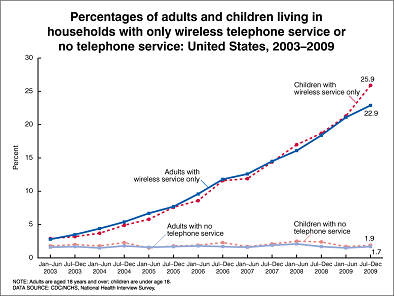 Percentages of adults and children living in
households with only wireless telephone service or
no telephone service: United States, 2003–2009
30
25
20
15
10
5
0
Percent
Children with
wireless service only
25.9
22.9
Adults with
wireless service only
Adults with no
telephone service
Children with no
telephone service
1.9
1.7
Jan–Jun Jul–Dec Jan–Jun Jul–Dec Jan–Jun Jul–Dec Jan–Jun Jul–Dec Jan–Jun Jul–Dec Jan–Jun Jul–Dec Jan–Jun Jul–Dec
2003 2003 2004 2004 2005 2005 2006 2006 2007 2007 2008 2008 2009 2009
NOTE: Adults are aged 18 years and over; children are under age 18.
DATA SOURCE: CDC/NCHS, National Health Interview Survey.